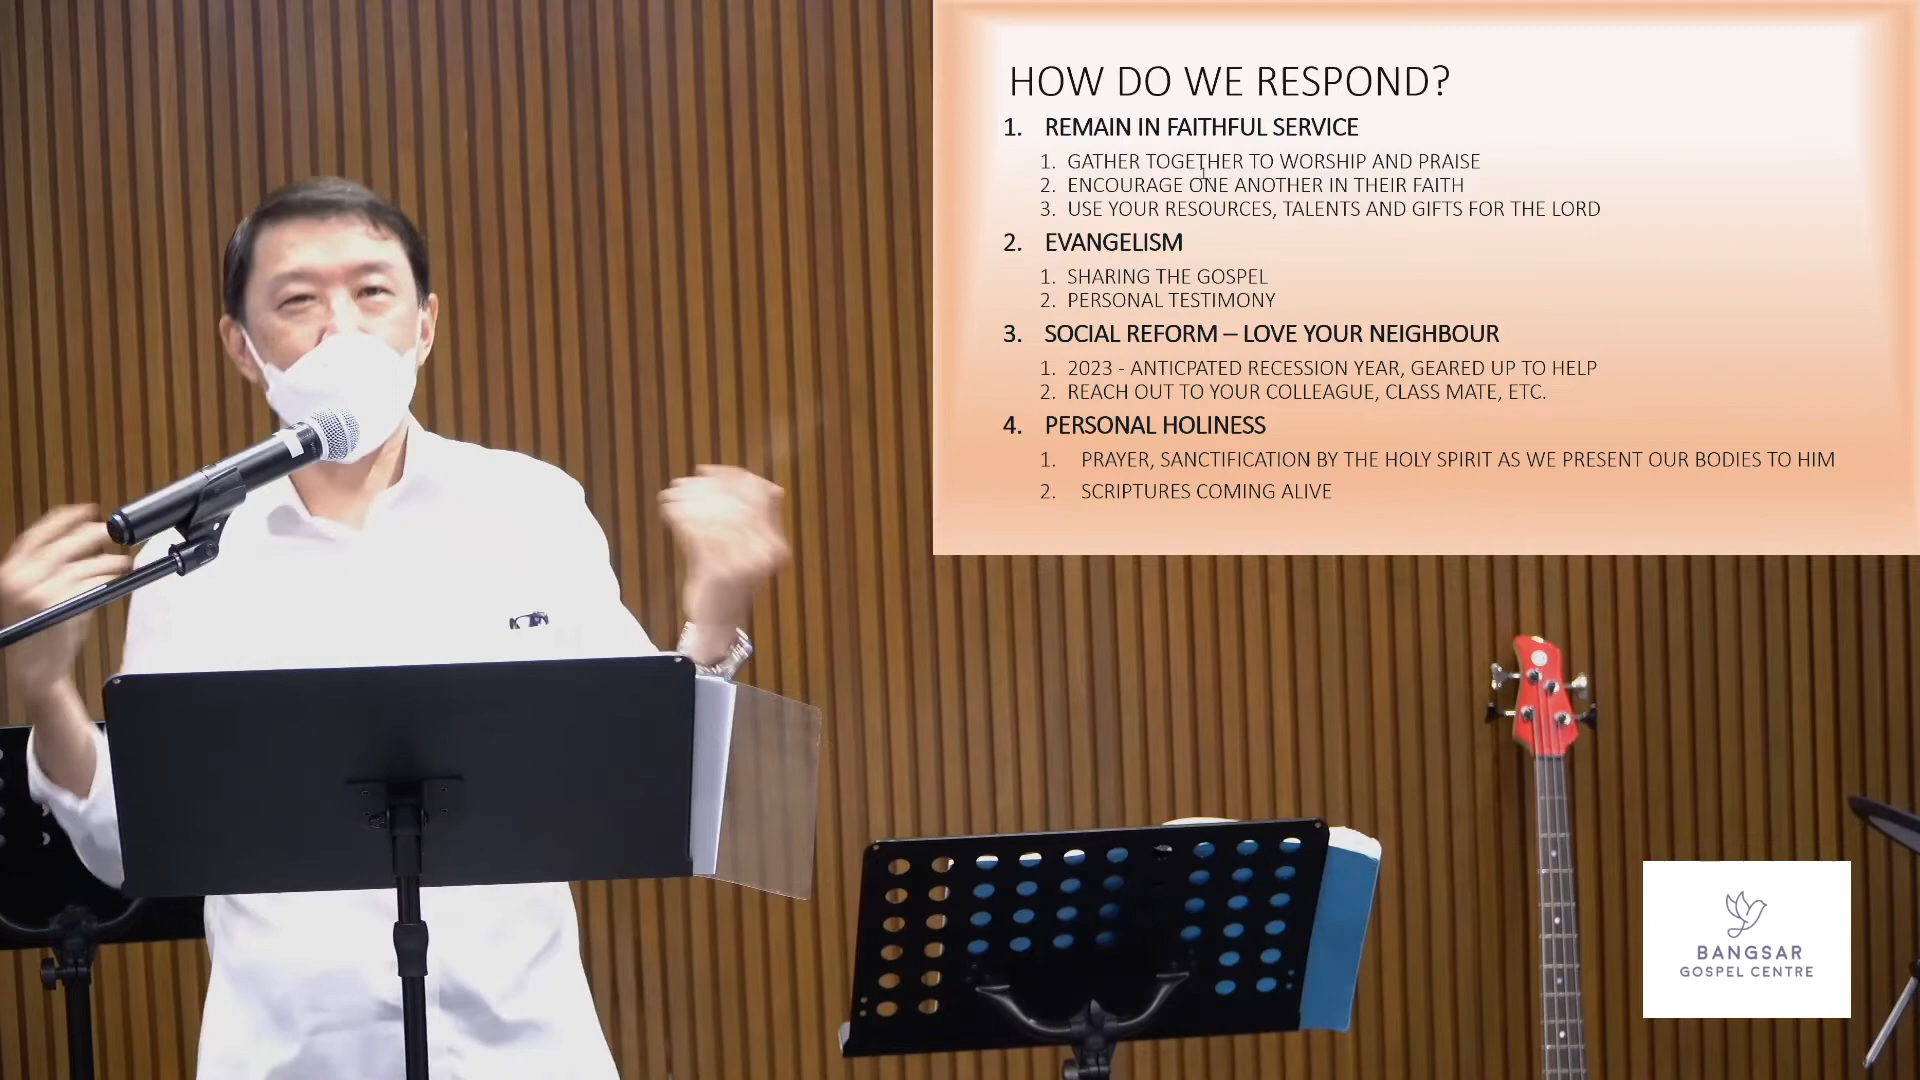 HOW DO WE RESPOND?
1. REMAIN IN FAITHFUL SERVICE
1. GATHER TOGETHER TO WORSHIP AND PRAISE
2. ENCOURAGE ONE ANOTHER IN THEIR FAITH
3. USE YOUR RESOURCES, TALENTS AND GIFTS FOR THE LORD
2. EVANGELISM
1. SHARING THE GOSPEL
2. PERSONAL TESTIMONY
3. SOCIAL REFORM – LOVE YOUR NEIGHBOUR
1. 2023 - ANTICPATED RECESSION YEAR, GEARED UP TO HELP
2. REACH OUT TO YOUR COLLEAGUE, CLASS MATE, ETC.
4. PERSONAL HOLINESS
1. PRAYER, SANCTIFICATION BY THE HOLY SPIRIT AS WE PRESENT OUR BODIES TO HIM
2. SCRIPTURES COMING ALIVE
BANGSAR
GOSPEL CENTRE